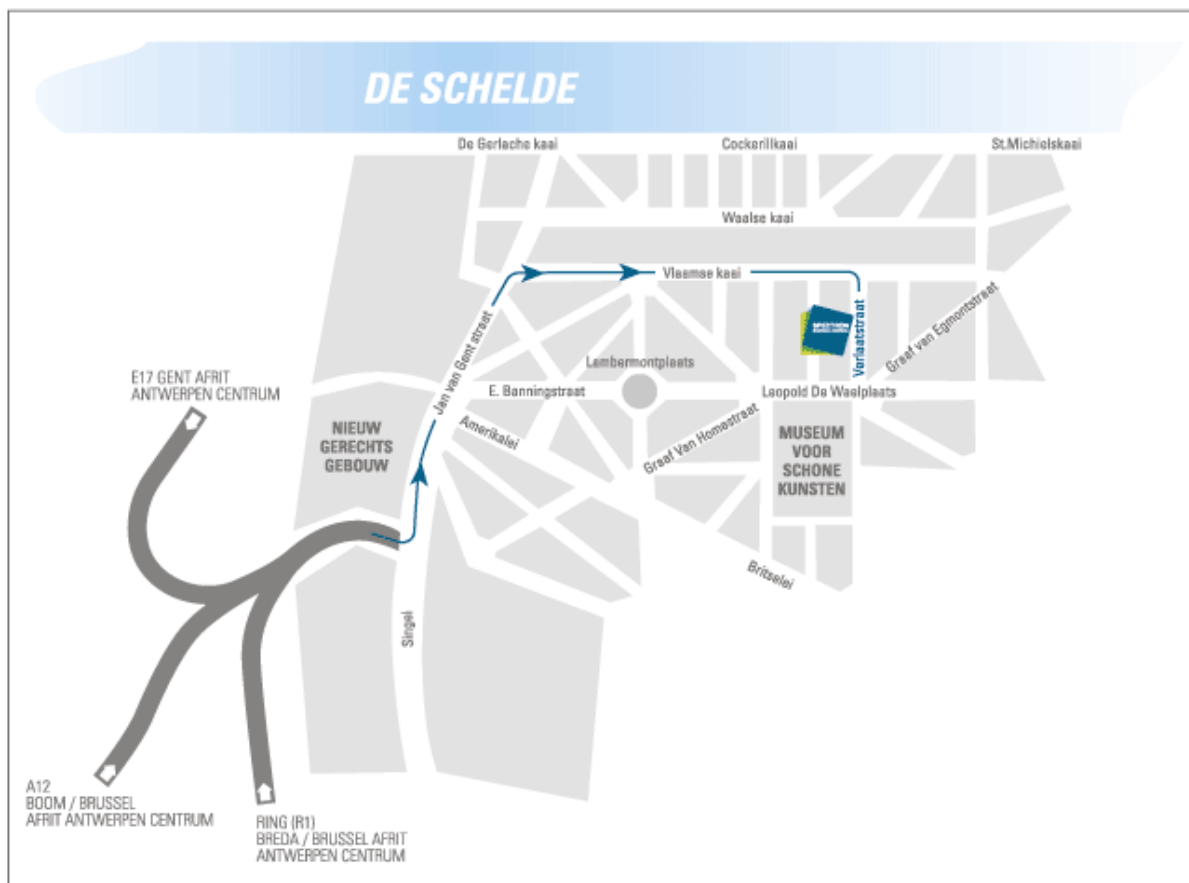 DE SCHELDE
De Gerlache kaai
Cockerillkaai
St.Michielskaai
Waalse kaai
Vlaamse kaai
Verlaatstraat
Graaf van Egmontstraat
Jan van Gent straat
Lambermontplaats
E. Banningstraat
Leopold De Waelplaats
Amerikalei
Graaf Van Hornestraat
E17 GENT AFRIT
ANTWERPEN CENTRUM
NIEUW
GERECHTS
GEBOUW
MUSEUM
VOOR
SCHONE
KUNSTEN
Britselei
Singel
A12
BOOM / BRUSSEL
AFRIT ANTWERPEN CENTRUM
RING (R1)
BREDA / BRUSSEL AFRIT
ANTWERPEN CENTRUM